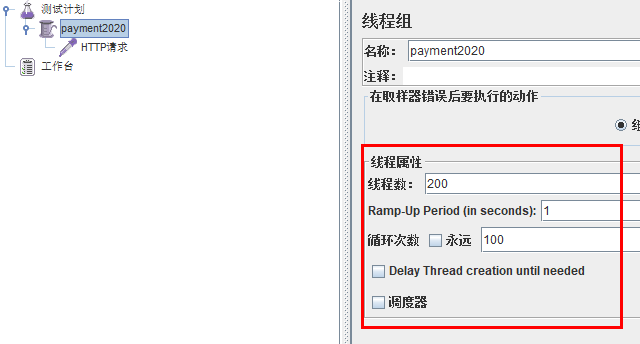 测试计划
payment2020
HTTP请求
工作台
线程组
名称: payment2020
注释:
在取样器错误后要执行的动作
线程属性
线程数: 200
Ramp-Up Period (in seconds): 1
循环次数 永远 100
Delay Thread creation until needed
调度器